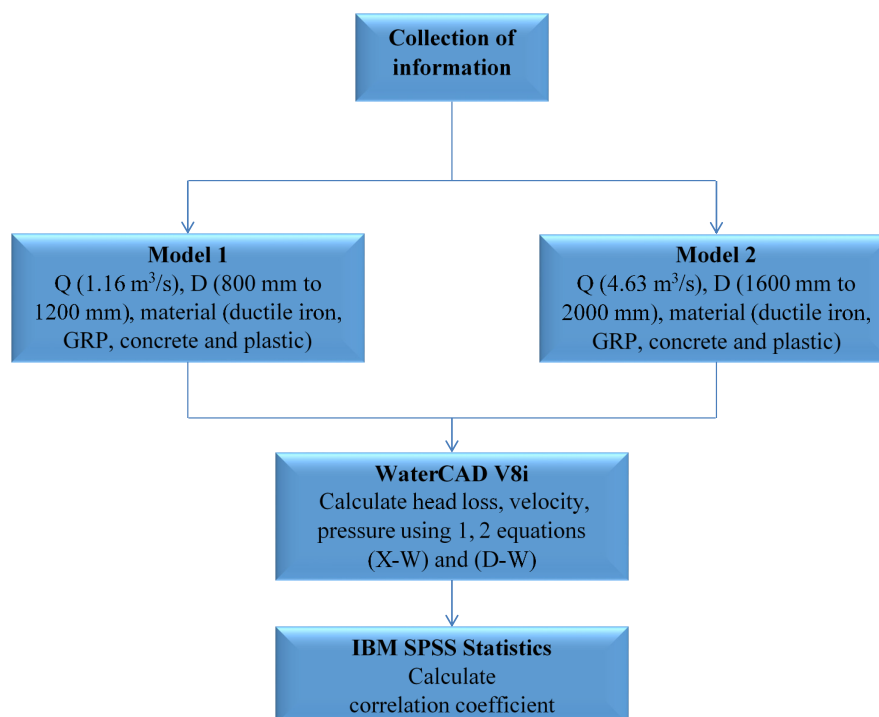 Collection of
information
Model 1
Q (1.16 m³/s), D (800 mm to
1200 mm), material (ductile iron,
GRP, concrete and plastic)
Model 2
Q (4.63 m³/s), D (1600 mm to
2000 mm), material (ductile iron,
GRP, concrete and plastic)
WaterCAD V8i
Calculate head loss, velocity,
pressure using 1, 2 equations
(X-W) and (D-W)
IBM SPSS Statistics
Calculate
correlation coefficient